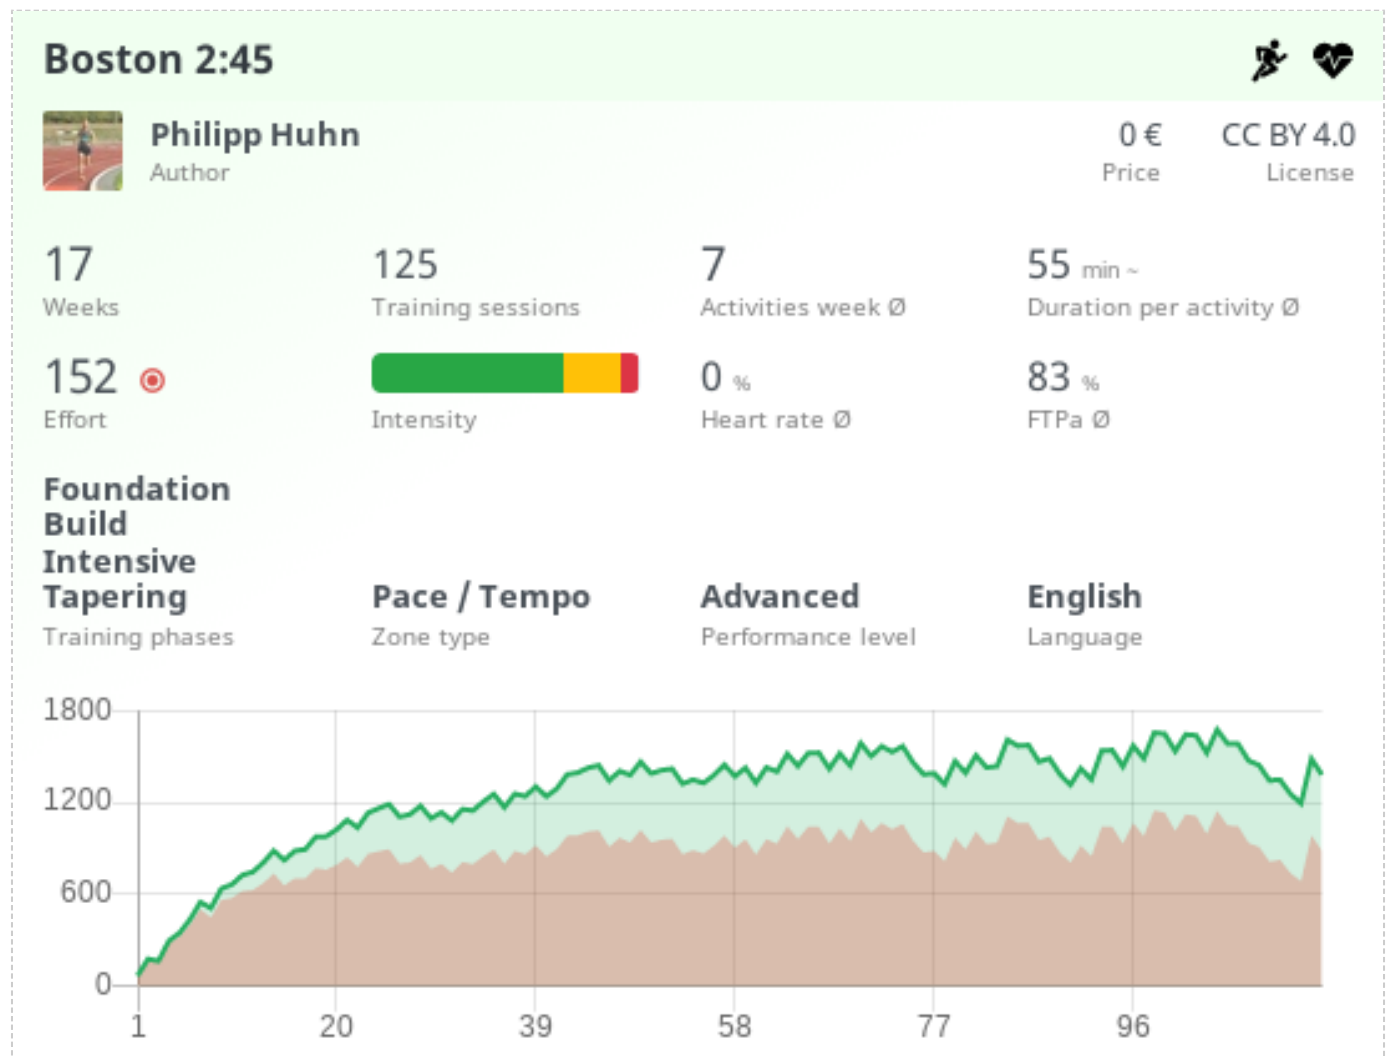 Boston 2:45
Philipp Huhn
Author
0 €
Price
CC BY 4.0
License
17
Weeks
125
Training sessions
7
Activities week Ø
55 min ~
Duration per activity Ø
152
Effort
Intensity
0 %
Heart rate Ø
83 %
FTPa Ø
Foundation
Build
Intensive
Tapering
Training phases
Pace / Tempo
Zone type
Advanced
Performance level
English
Language
1800
1200
600
0
1 20 39 58 77 96